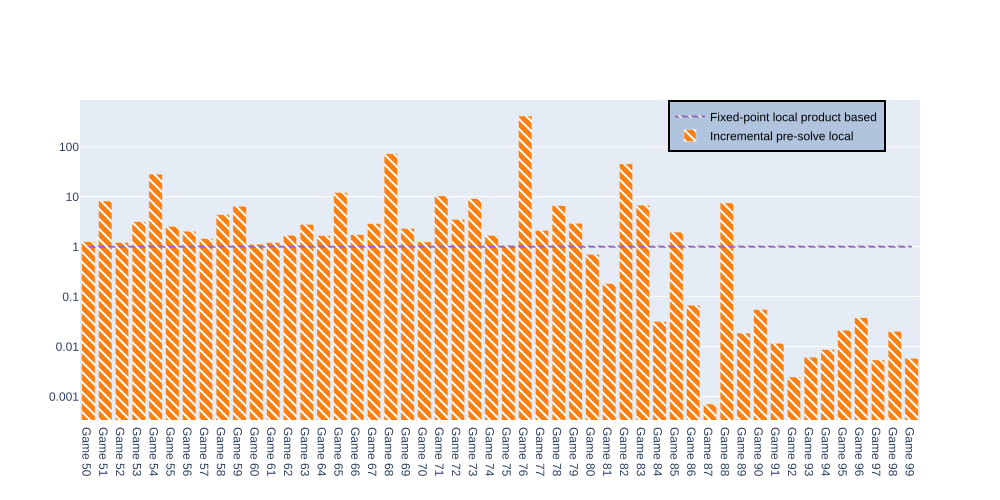 Fixed-point local product based
Incremental pre-solve local
100
10
1
0.1
0.01
0.001
Game 50
Game 51
Game 52
Game 53
Game 54
Game 55
Game 56
Game 57
Game 58
Game 59
Game 60
Game 61
Game 62
Game 63
Game 64
Game 65
Game 66
Game 67
Game 68
Game 69
Game 70
Game 71
Game 72
Game 73
Game 74
Game 75
Game 76
Game 77
Game 78
Game 79
Game 80
Game 81
Game 82
Game 83
Game 84
Game 85
Game 86
Game 87
Game 88
Game 89
Game 90
Game 91
Game 92
Game 93
Game 94
Game 95
Game 96
Game 97
Game 98
Game 99